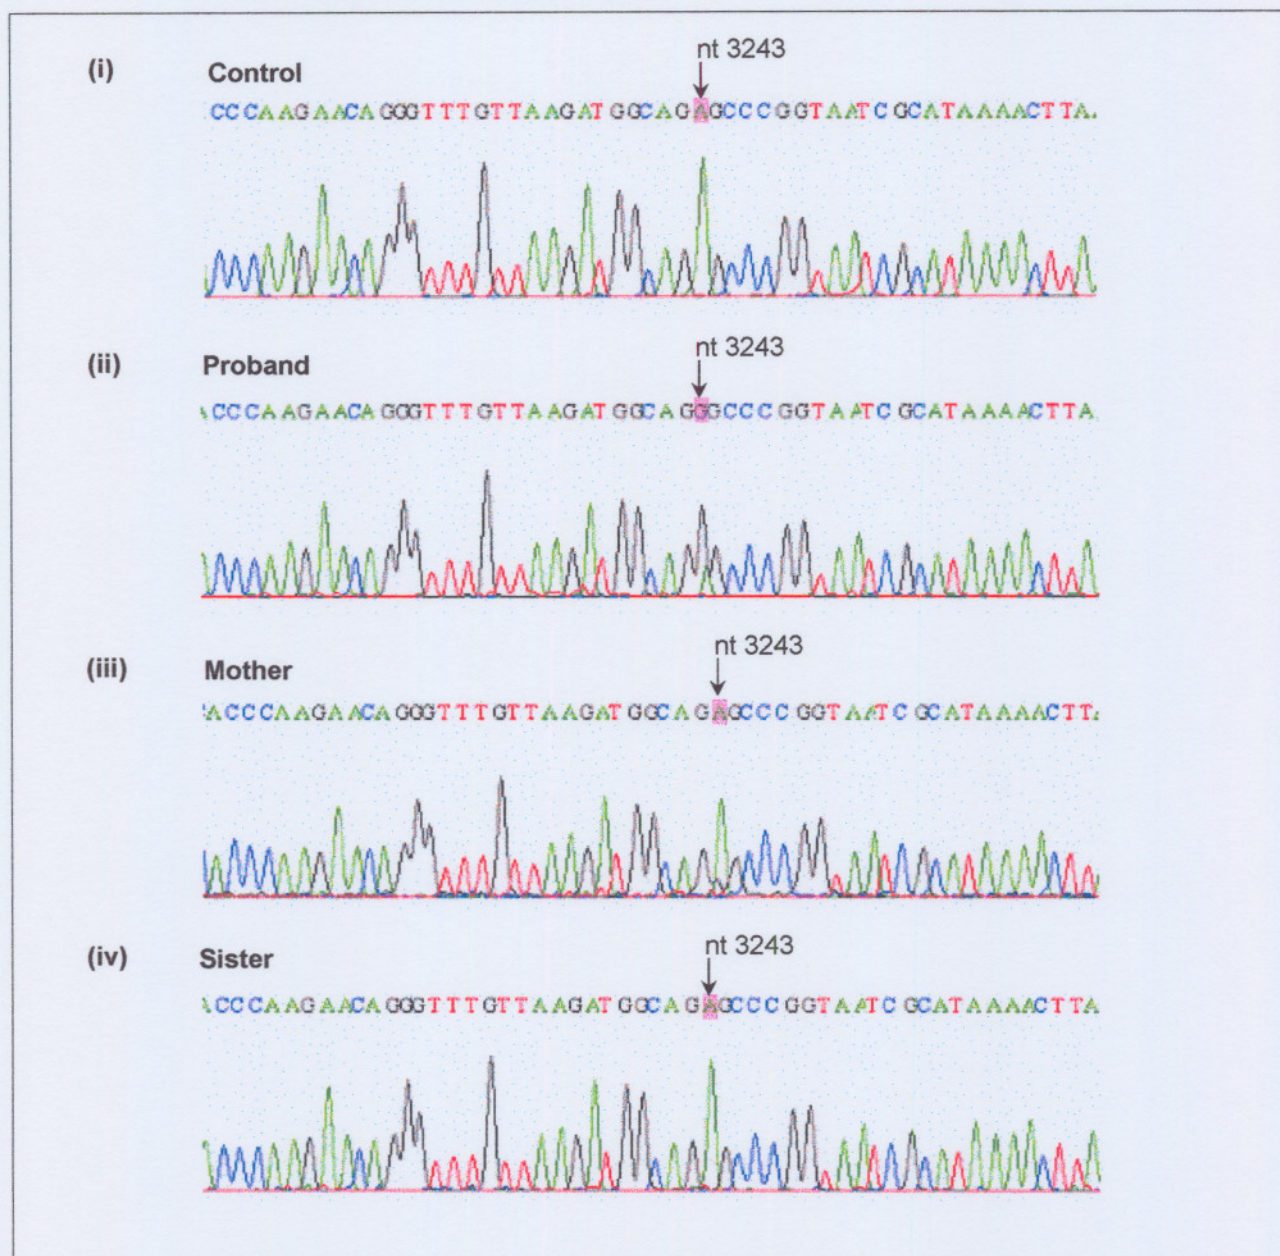 nt 3243
(i) Control
CCCAAGAACAGGGTTTGTTAAGATGGCAGAGCCCGGTAATCGCATAAAACTTA
nt 3243
(ii) Proband
CCCAAGAACAGGGTTTGTTAAGATGGCAGGGCCCGGTAATCGCATAAAACTTA
nt 3243
(iii) Mother
ACCCAAGAACAGGGTTTGTTAAGATGGCAGAGCCCGGTAATCGCATAAAACTT
nt 3243
(iv) Sister
CCCAAGAACAGGGTTTGTTAAGATGGCAGAGCCCGGTAATCGCATAAAACTTA